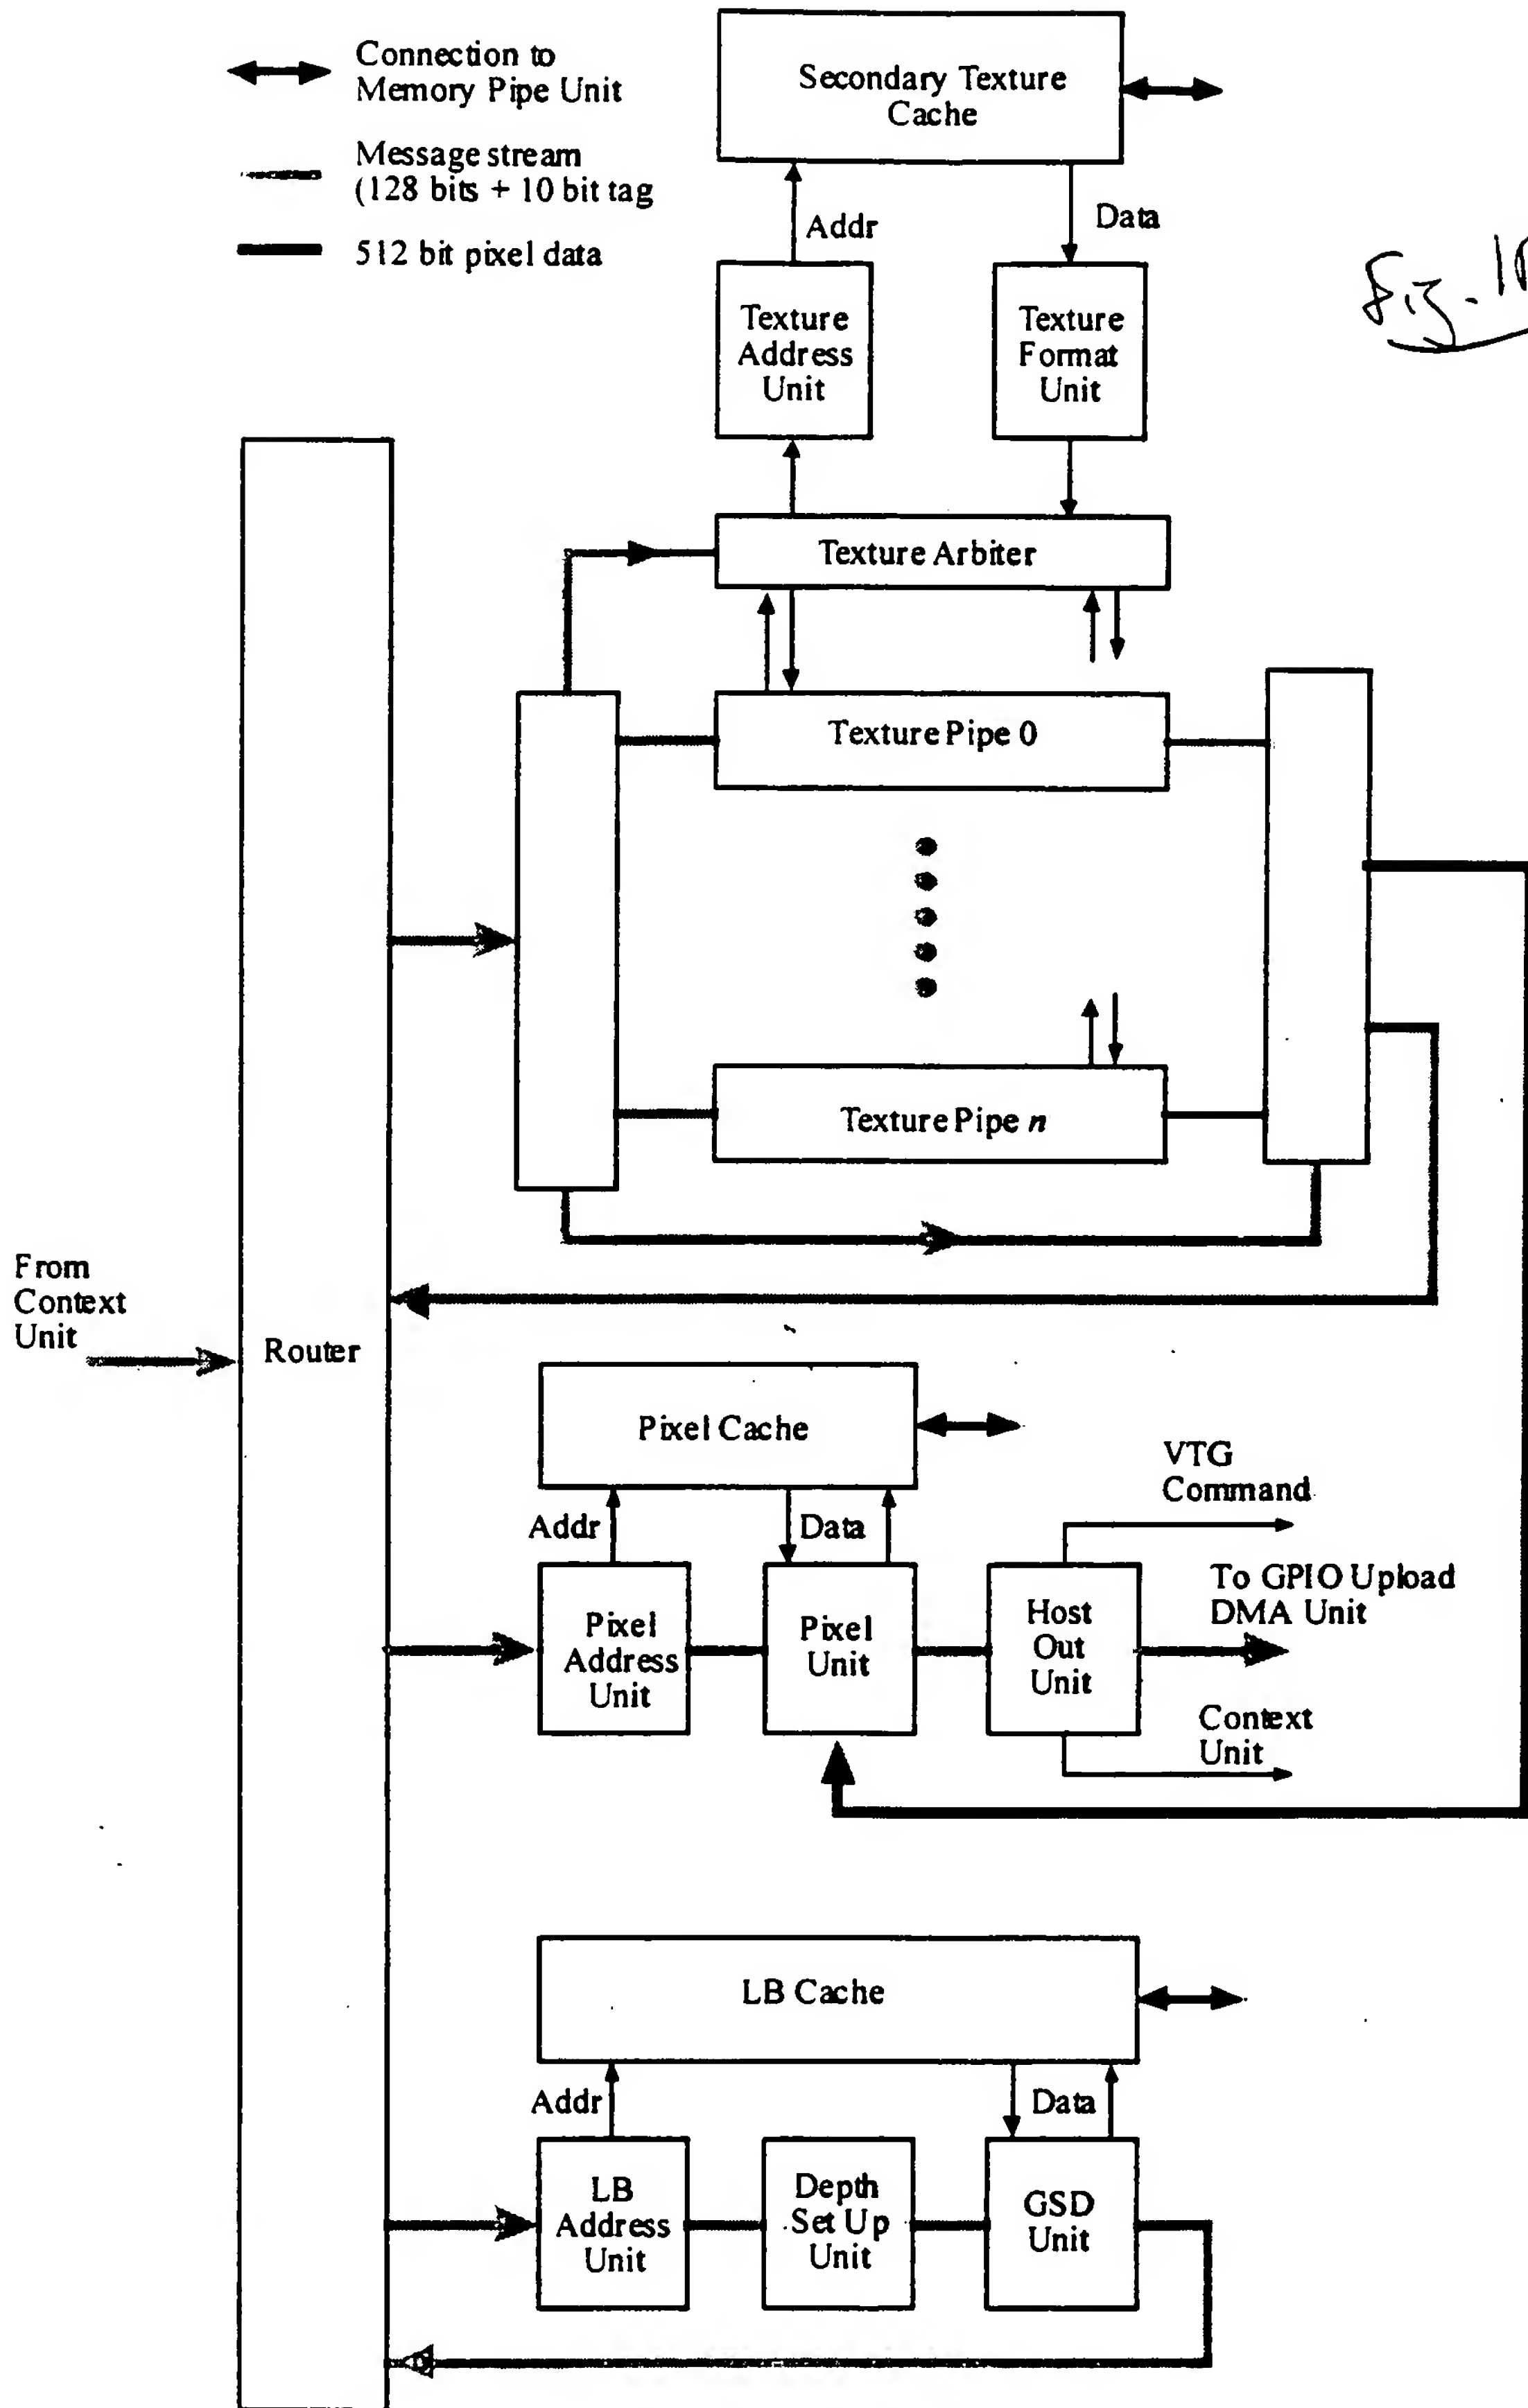 Connection to
Memory Pipe Unit
Message stream
(128 bits + 10 bit tag
512 bit pixel data
Secondary Texture
Cache
Addr
Data
Texture
Address
Unit
Texture
Format
Unit
Texture Arbiter
Texture Pipe 0
Texture Pipe n
From
Context
Unit
Router
Pixel Cache
Addr
Data
Pixel
Address
Unit
Pixel
Unit
Host
Out
Unit
VTG
Command
To GPIO Upload
DMA Unit
Context
Unit
LB Cache
Addr
Data
LB
Address
Unit
Depth
Set Up
Unit
GSD
Unit
Fig.